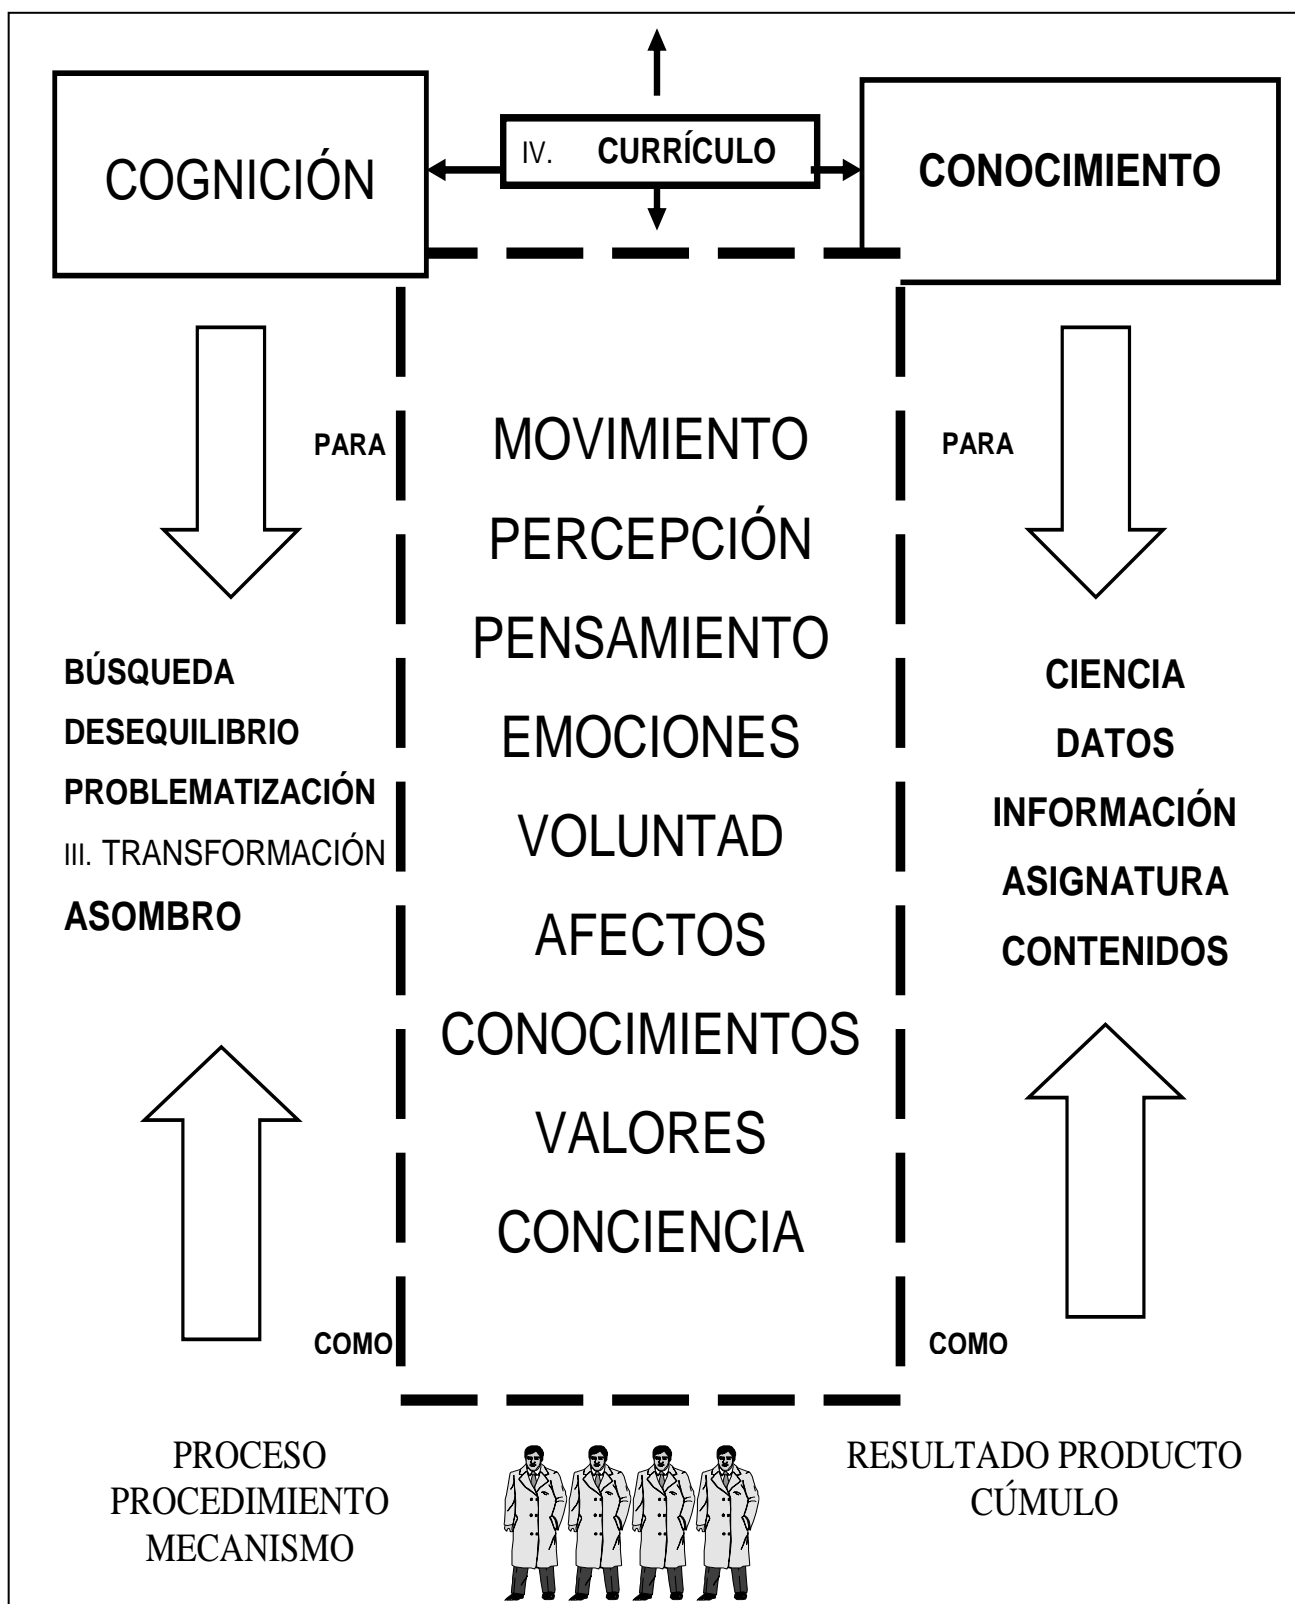 COGNICIÓN
IV. CURRÍCULO
CONOCIMIENTO
PARA
BÚSQUEDA
DESEQUILIBRIO
PROBLEMATIZACIÓN
III. TRANSFORMACIÓN
ASOMBRO
COMO
PROCESO
PROCEDIMIENTO
MECANISMO
MOVIMIENTO
PERCEPCIÓN
PENSAMIENTO
EMOCIONES
VOLUNTAD
AFECTOS
CONOCIMIENTOS
VALORES
CONCIENCIA
PARA
CIENCIA
DATOS
INFORMACIÓN
ASIGNATURA
CONTENIDOS
COMO
RESULTADO PRODUCTO
CÚMULO